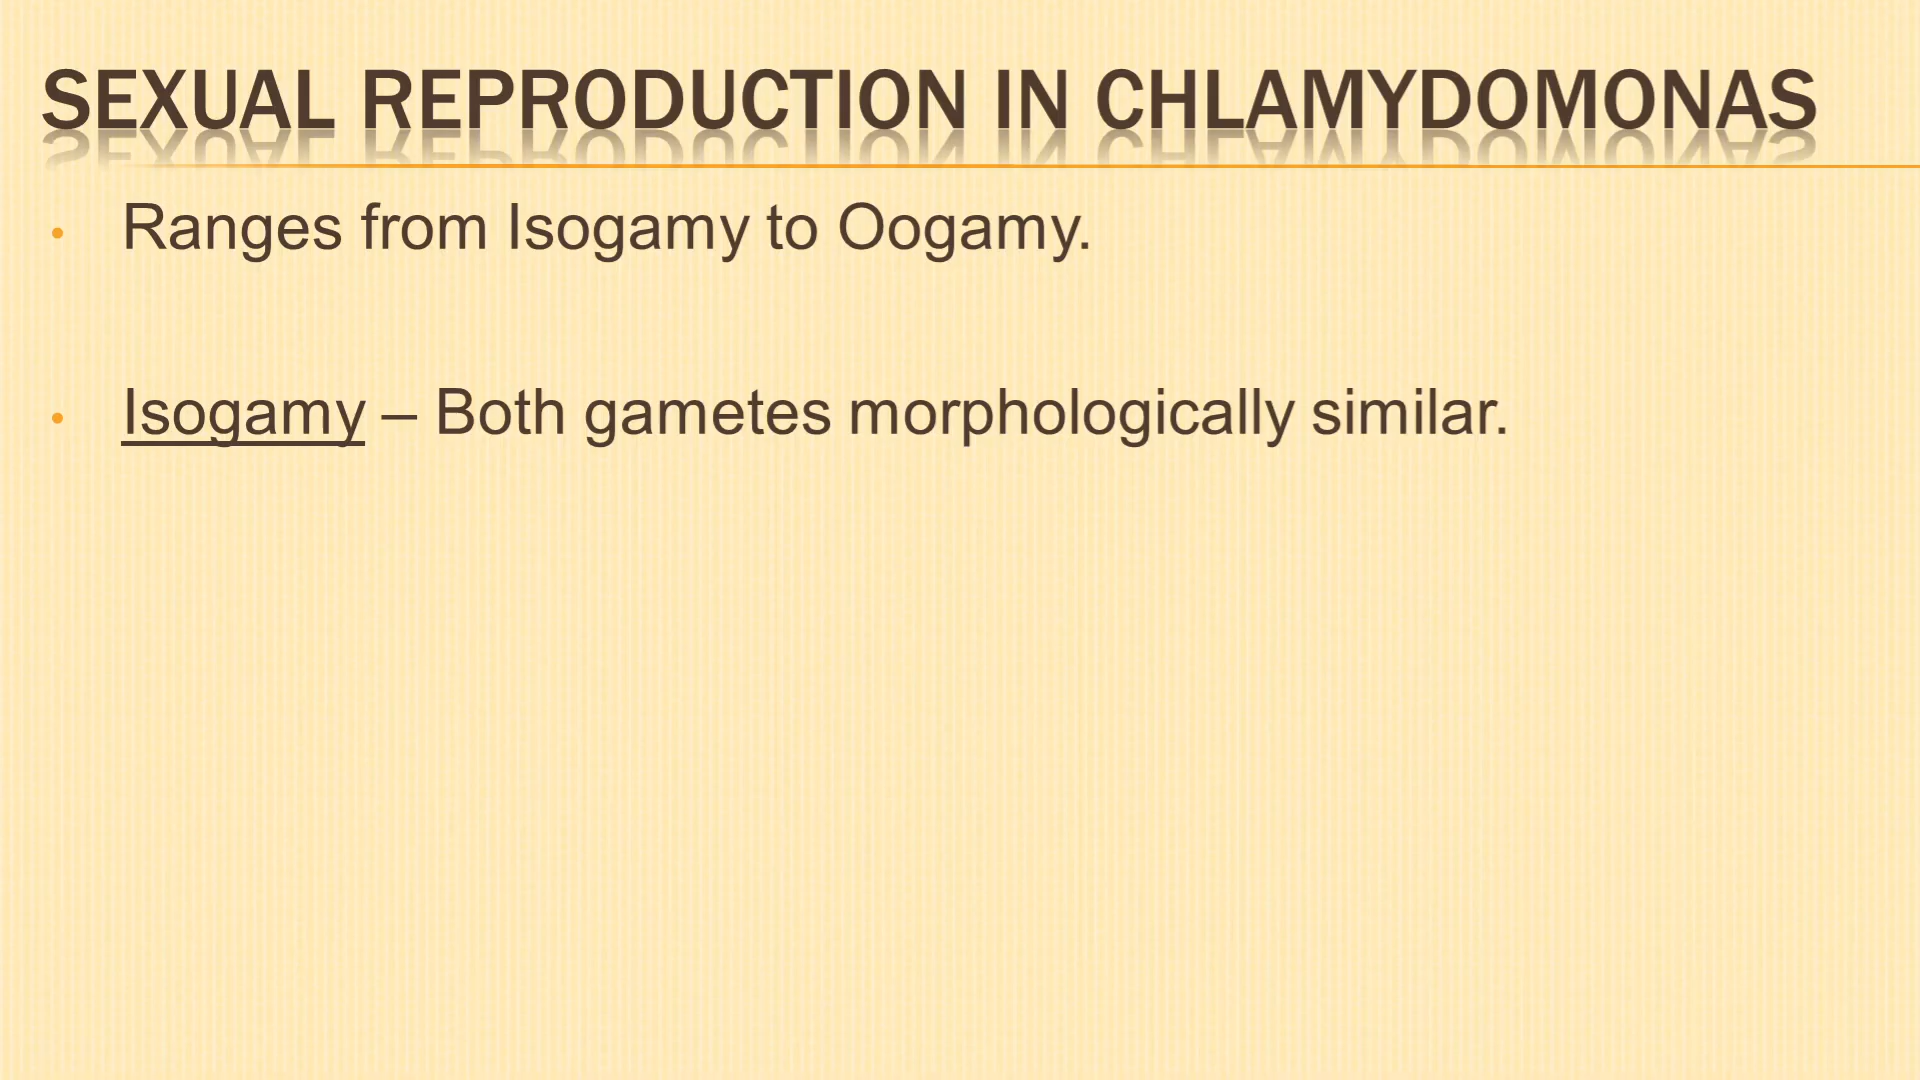 SEXUAL REPRODUCTION IN CHLAMYDOMONAS
• Ranges from Isogamy to Oogamy.
• Isogamy – Both gametes morphologically similar.